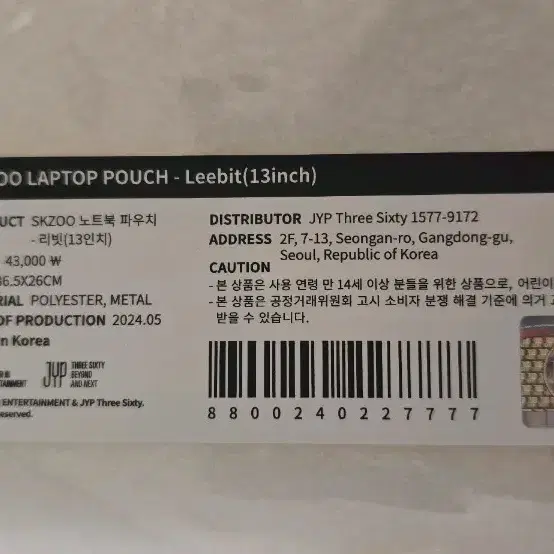 OO LAPTOP POUCH - Leebit(13inch)
UCT SKZOO 노트북 파우치
- 리빗(13인치)
43,000 ₩
36.5X26CM
RIAL POLYESTER, METAL
OF PRODUCTION 2024.05
n Korea
JYP THREE SIXTY
BEYOND
AND NEXT
ENTERTAINMENT & JYP Three Sixty.
eserved.
DISTRIBUTOR JYP Three Sixty 1577-9172
ADDRESS 2F, 7-13, Seongan-ro, Gangdong-gu,
Seoul, Republic of Korea
CAUTION
- 본 상품은 사용 연령 만 14세 이상 분들을 위한 상품으로, 어린이
- 본 상품은 공정거래위원회 고시 소비자 분쟁 해결 기준에 의거
받을 수 있습니다.
8800240227777